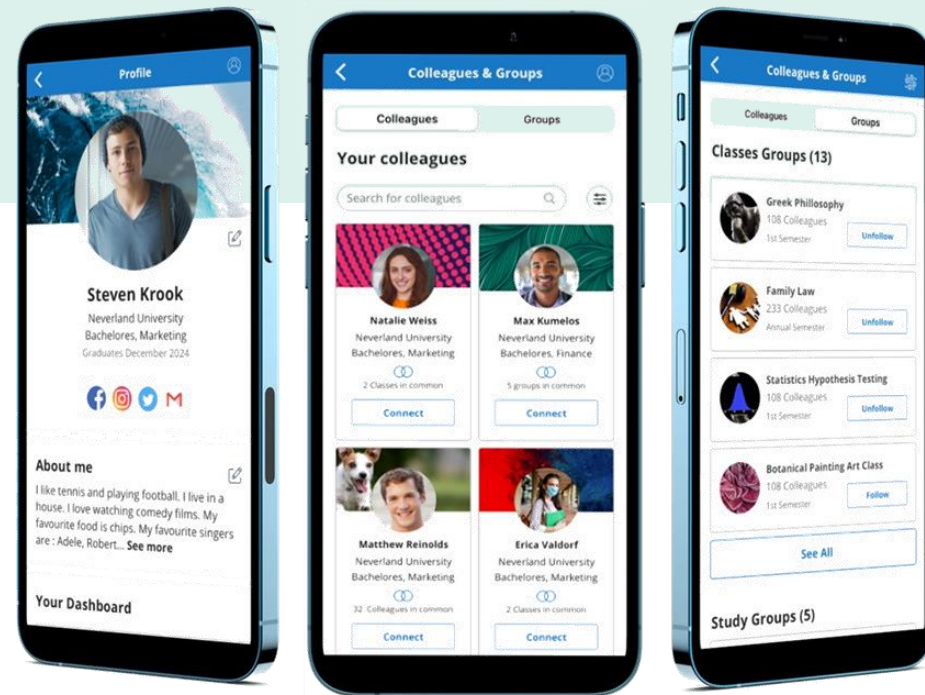 Profile
Steven Krook
Neverland University
Bachelores, Marketing
Graduates December 2024
About me
I like tennis and playing football. I live in a
house. I love watching comedy films. My
favourite food is chips. My favourite singers
are : Adele, Robert... See more
Your Dashboard
Colleagues & Groups
Colleagues
Groups
Your colleagues
Search for colleagues
Natalie Weiss
Neverland University
Bachelores, Marketing
2 Classes in common
Connect
Max Kumelos
Neverland University
Bachelores, Finance
5 groups in common
Connect
Matthew Reinolds
Neverland University
Bachelores, Marketing
32 Colleagues in common
Connect
Erica Valdorf
Neverland University
Bachelores, Marketing
2 Classes in common
Connect
Colleagues & Groups
Colleagues
Groups
Classes Groups (13)
Greek Phillosophy
108 Colleagues
1st Semester
Unfollow
Family Law
233 Colleagues
Annual Semester
Unfollow
Statistics Hypothesis Testing
108 Colleagues
1st Semester
Unfollow
Botanical Painting Art Class
108 Colleagues
1st Semester
Follow
See All
Study Groups (5)